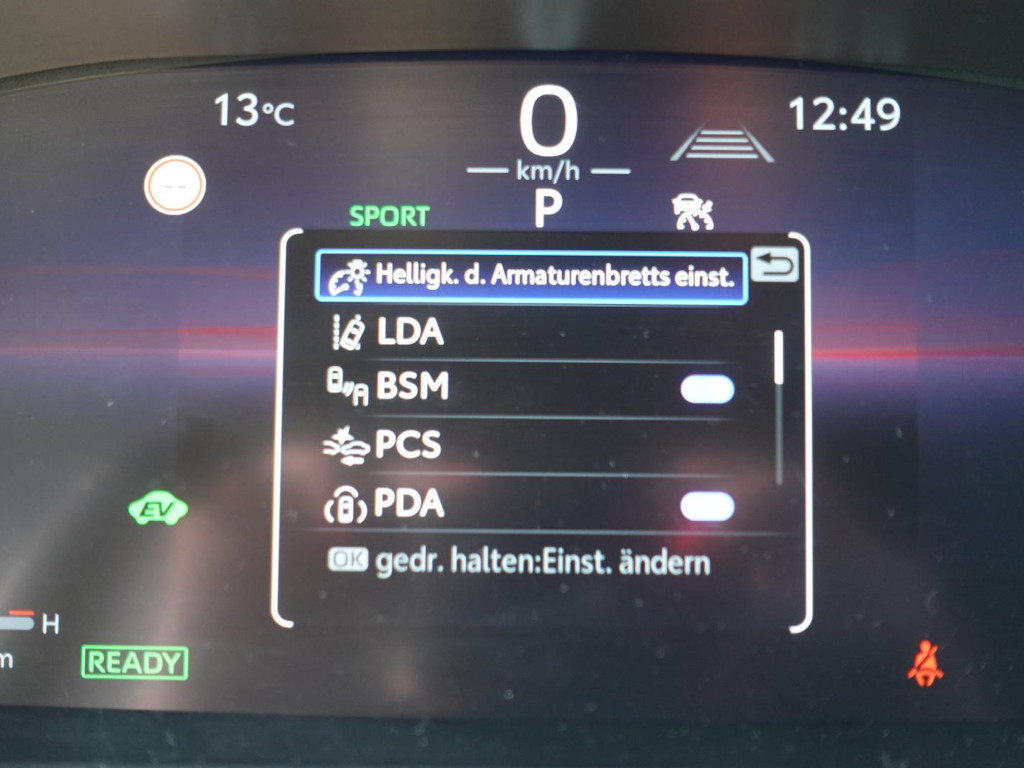 13°C
0
12:49
km/h
--
SPORT
P
Helligk. d. Armaturenbretts einst.
LDA
BSM
PCS
PDA
EV
OK gedr. halten:Einst. ändern
H
m
READY